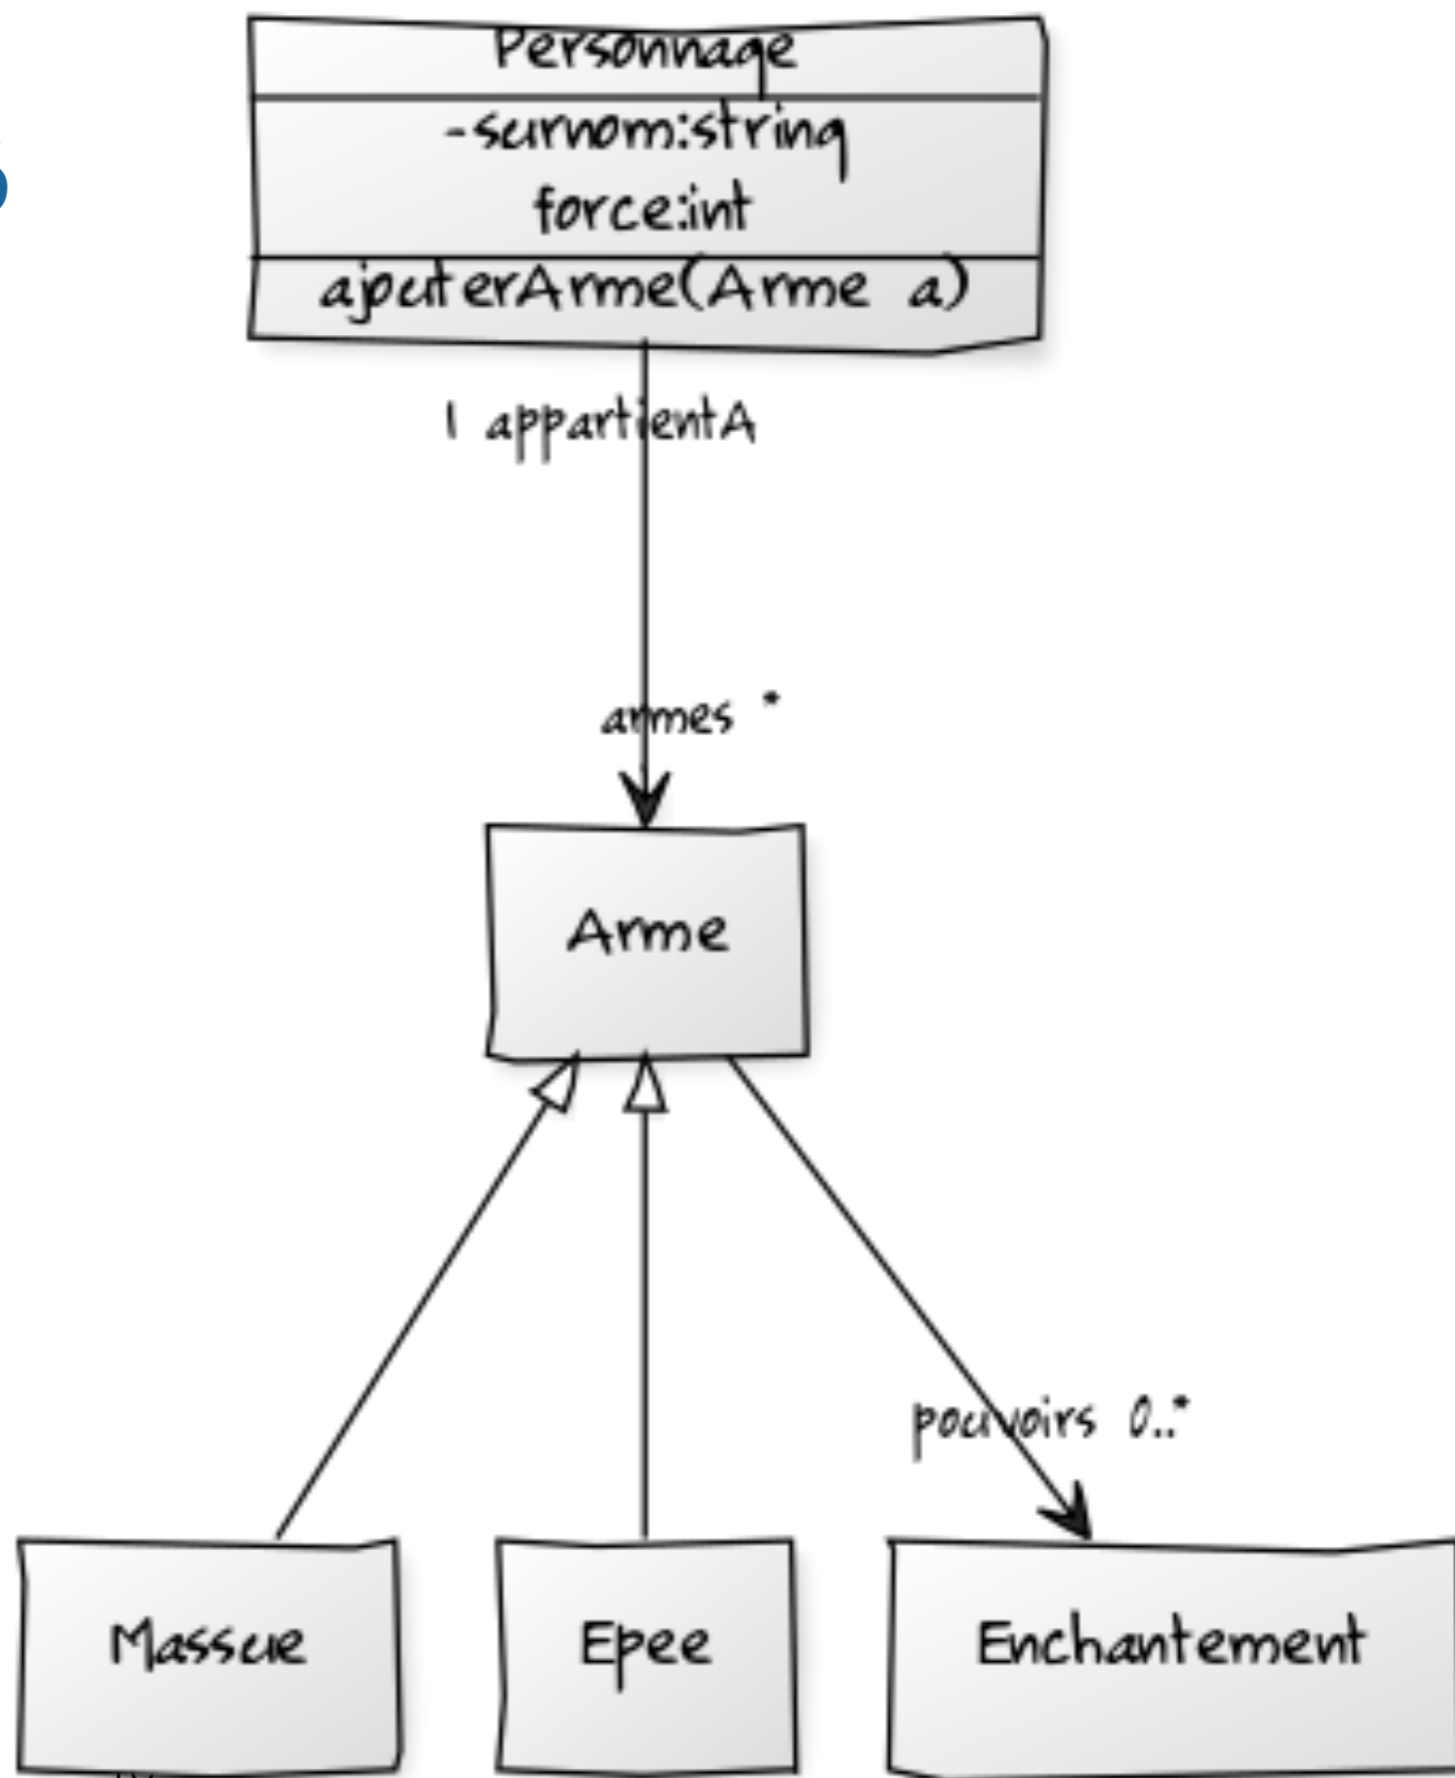 Personnage
-surnom:string
force:int
ajouterArme(Arme a)
1 appartientA
armes *
Arme
pouvoirs 0..*
Massue
Epee
Enchantement